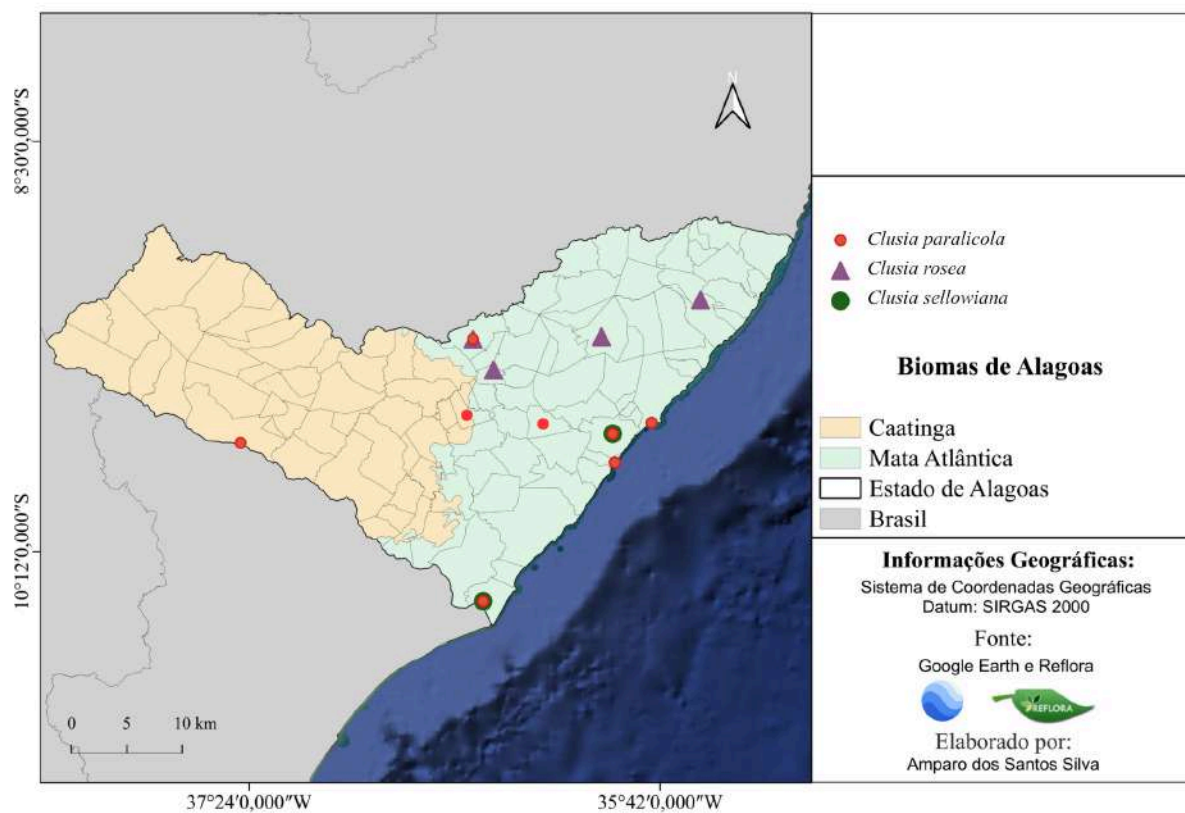 N
8°30'0,000"S
10°12'0,000"S
0 5 10 km
37°24'0,000"W
35°42'0,000"W
Clusia paralicola
Clusia rosea
Clusia sellowiana
Biomas de Alagoas
Caatinga
Mata Atlântica
Estado de Alagoas
Brasil
Informações Geográficas:
Sistema de Coordenadas Geográficas
Datum: SIRGAS 2000
Fonte:
Google Earth e Reflora
REFLORA
Elaborado por:
Amparo dos Santos Silva